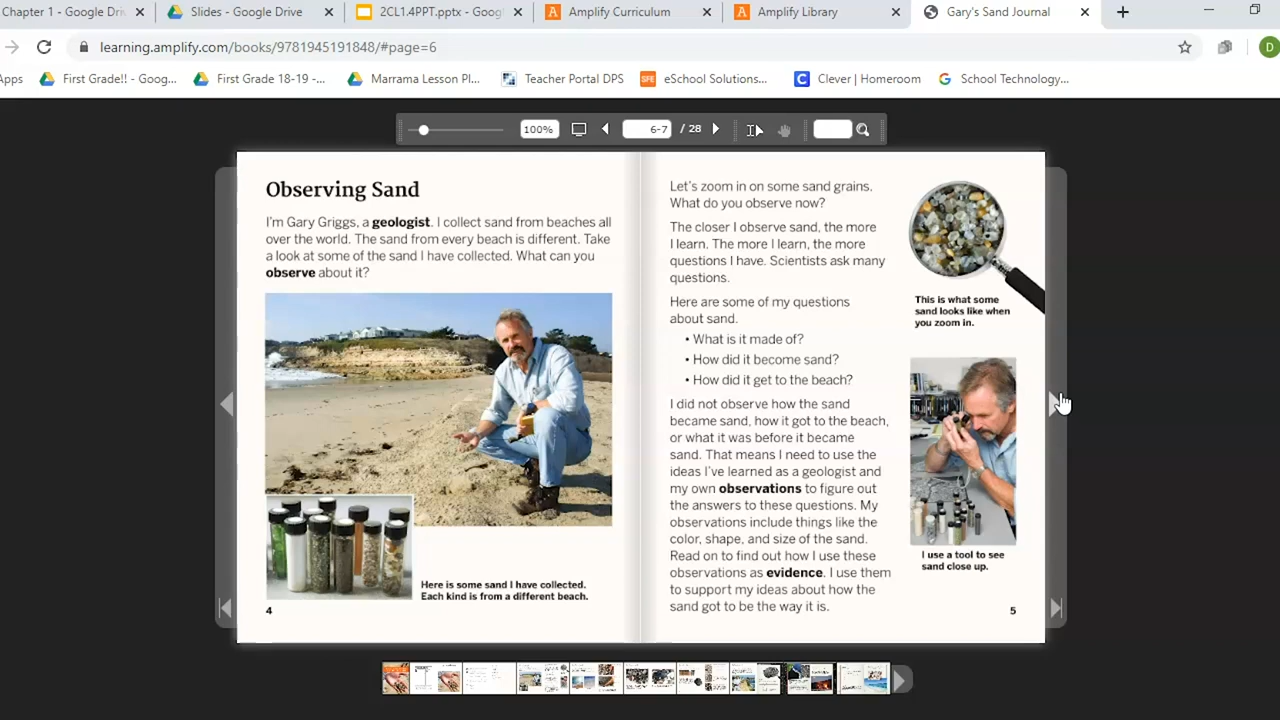 Chapter 1 - Google Driv
Slides - Google Drive
2CL1.4PPT.pptx - Goog
Amplify Curriculum
Amplify Library
Gary's Sand Journal
learning.amplify.com/books/9781945191848/#page=6
D
Apps
First Grade!! - Goog...
First Grade 18-19 -...
Marrama Lesson Pl...
Teacher Portal DPS
SFE
eSchool Solutions...
Clever | Homeroom
School Technology...
100%
6-7 / 28
Observing Sand
I'm Gary Griggs, a geologist. I collect sand from beaches all
over the world. The sand from every beach is different. Take
a look at some of the sand I have collected. What can you
observe about it?
Here is some sand I have collected.
Each kind is from a different beach.
4
Let's zoom in on some sand grains.
What do you observe now?
The closer I observe sand, the more
I learn. The more I learn, the more
questions I have. Scientists ask many
questions.
Here are some of my questions
about sand.
• What is it made of?
• How did it become sand?
• How did it get to the beach?
I did not observe how the sand
became sand, how it got to the beach,
or what it was before it became
sand. That means I need to use the
ideas I've learned as a geologist and
my own observations to figure out
the answers to these questions. My
observations include things like the
color, shape, and size of the sand.
Read on to find out how I use these
observations as evidence. I use them
to support my ideas about how the
sand got to be the way it is.
This is what some
sand looks like when
you zoom in.
I use a tool to see
sand close up.
5